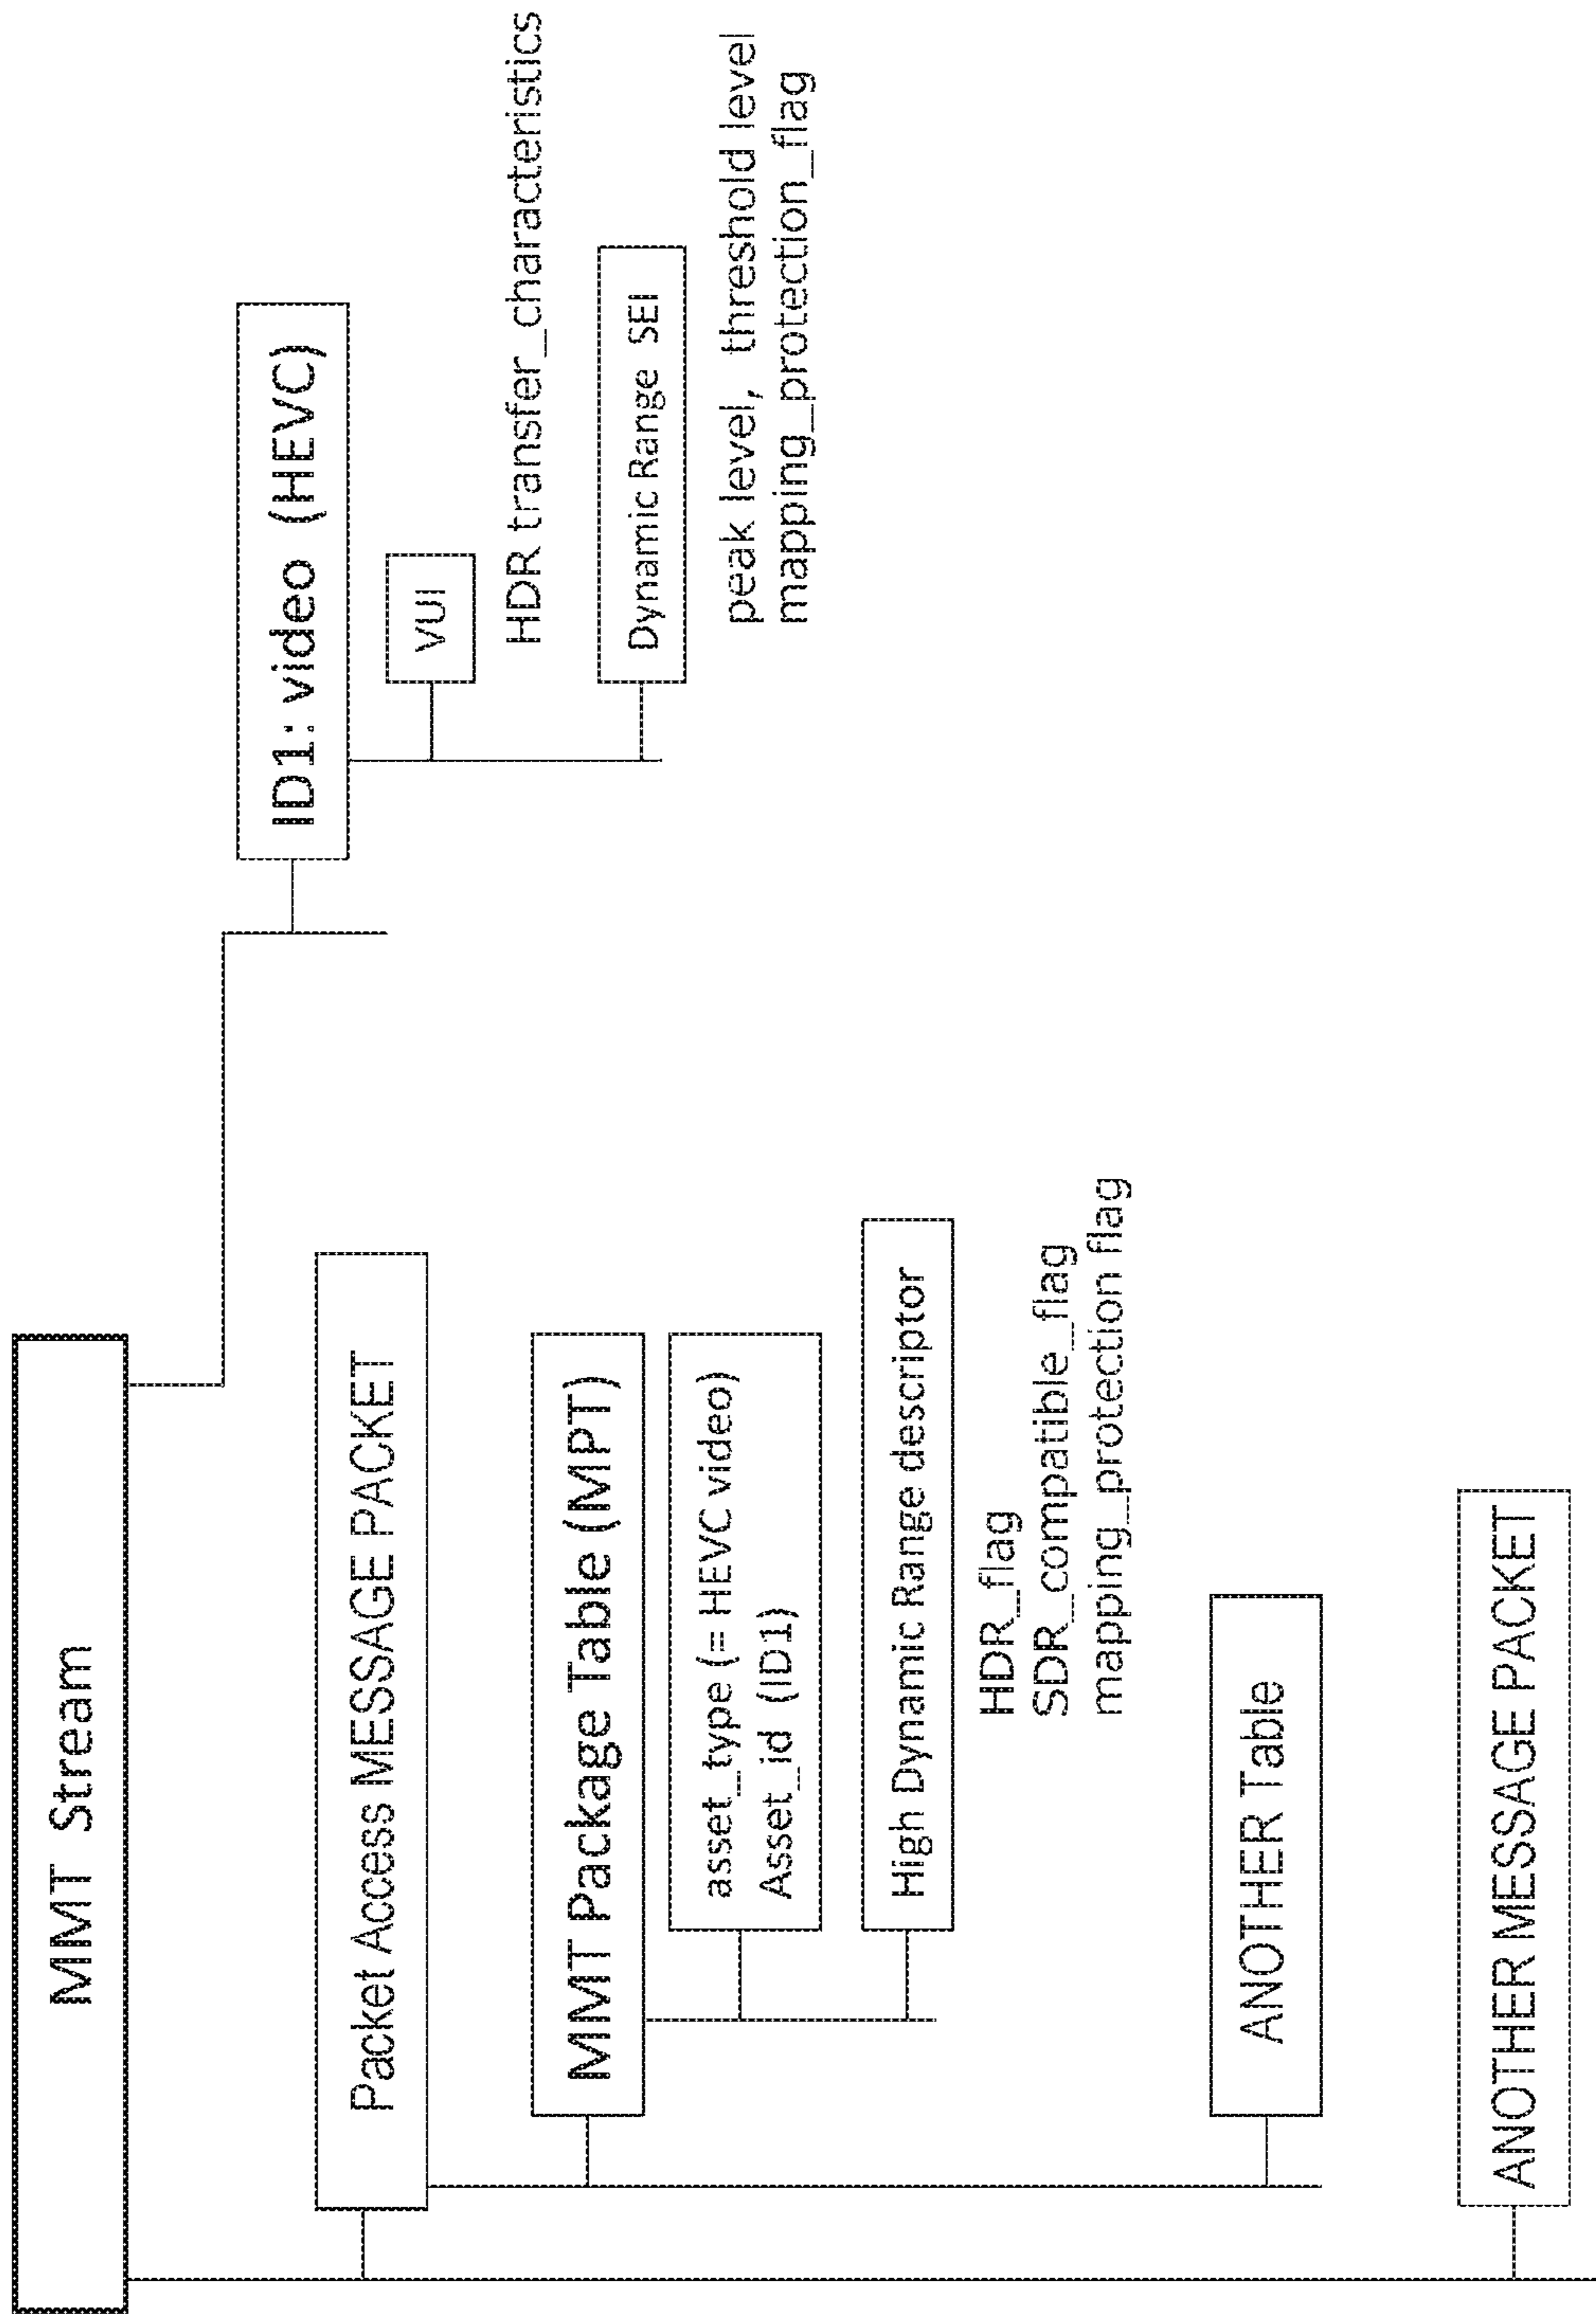 MMT Stream
ID1: video (HEVC)
VUI
HDR transfer_characteristics
Dynamic Range SEI
peak level, threshold level
mapping_protection_flag
Packet Access MESSAGE PACKET
MMT Package Table (MPT)
asset_type (= HEVC video)
Asset_id (ID1)
High Dynamic Range descriptor
HDR_flag
SDR_compatible_flag
mapping_protection flag
ANOTHER Table
ANOTHER MESSAGE PACKET